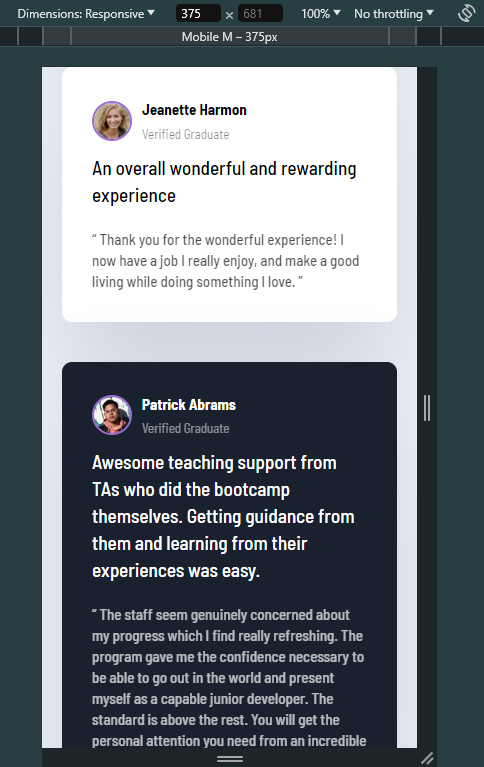 Dimensions: Responsive ▼ 375 × 681 100% ▼ No throttling ▼
Mobile M – 375px
Jeanette Harmon
Verified Graduate
An overall wonderful and rewarding
experience
“ Thank you for the wonderful experience! I
now have a job I really enjoy, and make a good
living while doing something I love. ”
Patrick Abrams
Verified Graduate
Awesome teaching support from
TAs who did the bootcamp
themselves. Getting guidance from
them and learning from their
experiences was easy.
“ The staff seem genuinely concerned about
my progress which I find really refreshing. The
program gave me the confidence necessary to
be able to go out in the world and present
myself as a capable junior developer. The
standard is above the rest. You will get the
personal attention you need from an incredible